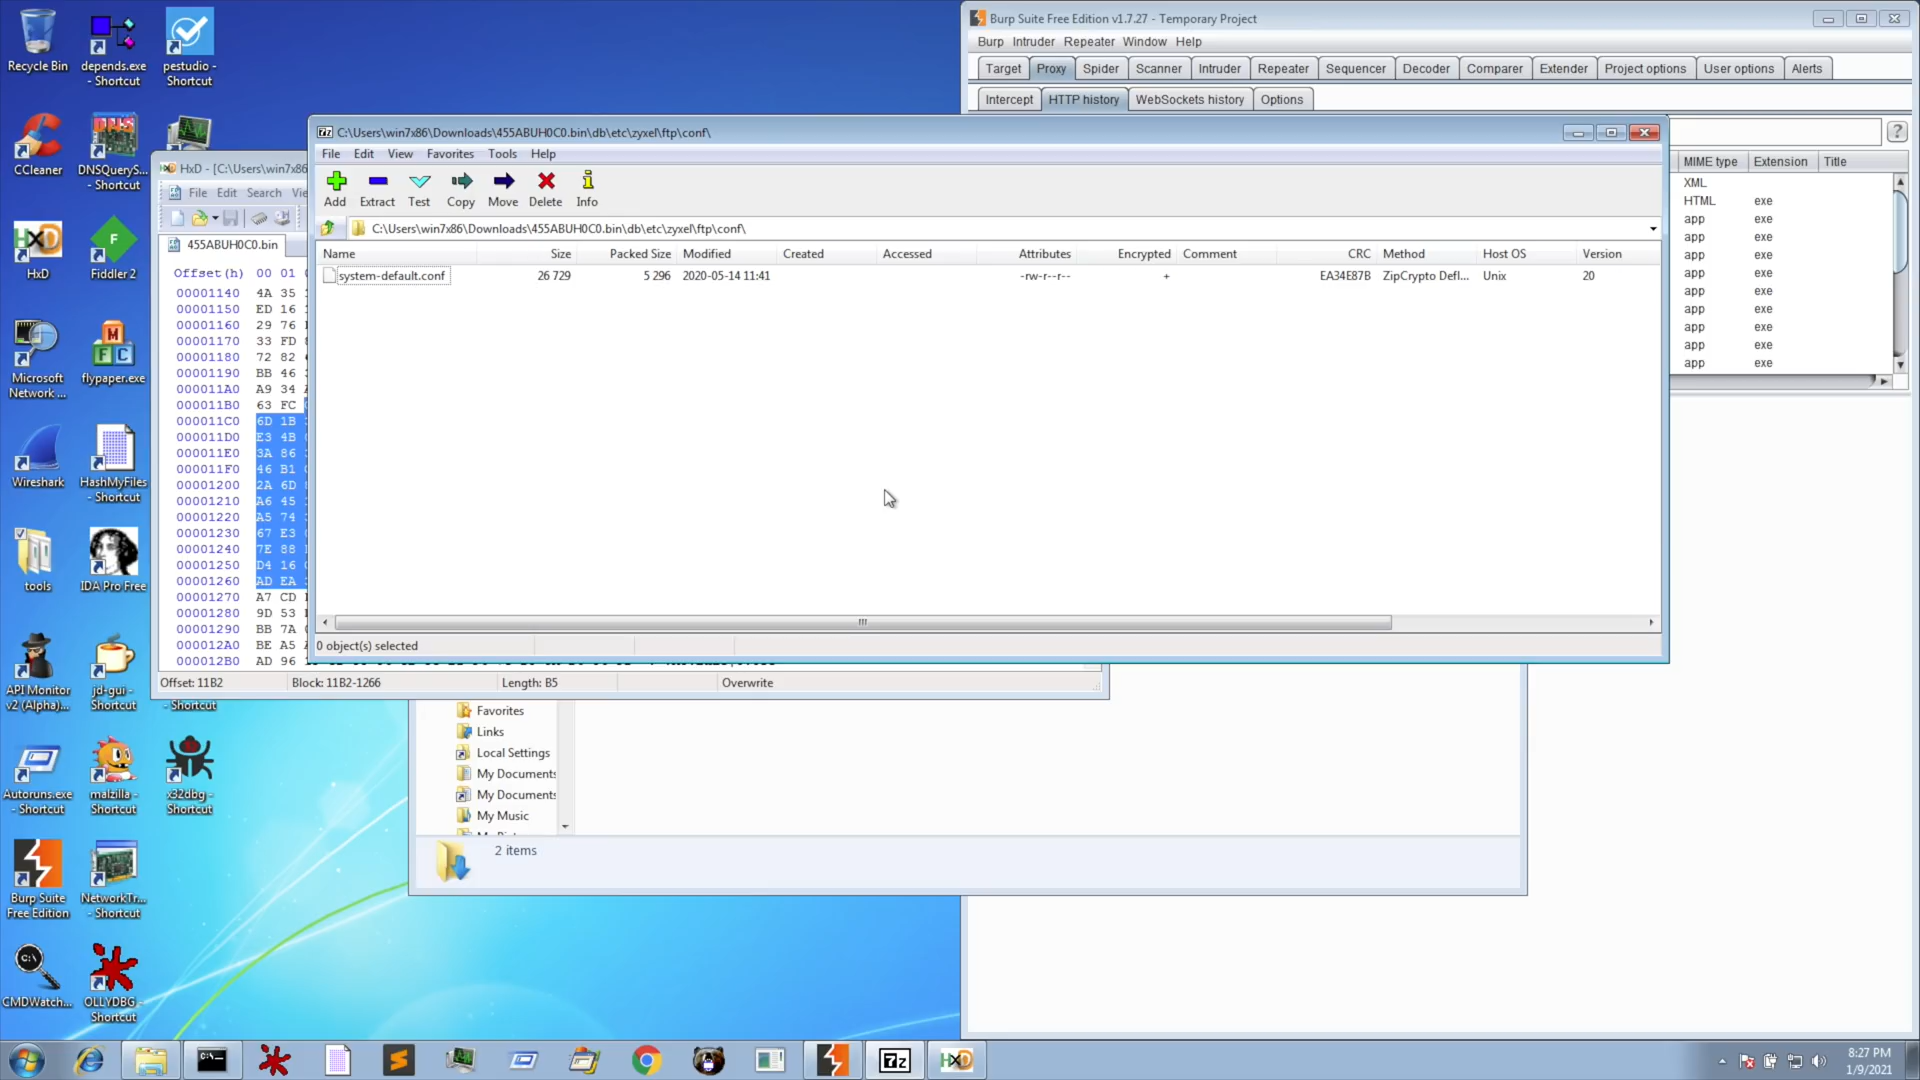 Recycle Bin
depends.exe
- Shortcut
pestudio -
Shortcut
CCleaner
DNSQueryS...
- Shortcut
HxD
Fiddler 2
Microsoft
Network ...
flypaper.exe
Wireshark
HashMyFiles
- Shortcut
tools
IDA Pro Free
API Monitor
v2 (Alpha)...
jd-gui -
Shortcut
- Shortcut
Autoruns.exe
- Shortcut
malzilla -
Shortcut
x32dbg -
Shortcut
Burp Suite
Free Edition
NetworkTr...
- Shortcut
CMDWatch...
OLLYDBG -
Shortcut
Burp Suite Free Edition v1.7.27 - Temporary Project
Burp Intruder Repeater Window Help
Target Proxy Spider Scanner Intruder Repeater Sequencer Decoder Comparer Extender Project options User options Alerts
Intercept HTTP history WebSockets history Options
?
MIME type Extension Title
XML
HTML exe
app exe
app exe
app exe
app exe
app exe
app exe
app exe
app exe
app exe
HxD - [C:\Users\win7x86
File Edit Search
455ABUH0C0.bin
Offset(h) 00 01
00001140 4A 35
00001150 ED 16
00001160 29 76
00001170 33 FD
00001180 72 82
00001190 BB 46
000011A0 A9 34
000011B0 63 FC
000011C0 6D 1B
000011D0 E3 4B
000011E0 3A 86
000011F0 46 B1
00001200 2A 6D
00001210 A6 45
00001220 A5 74
00001230 67 E3
00001240 7E 88
00001250 D4 16
00001260 AD EA
00001270 A7 CD
00001280 9D 53
00001290 BB 7A
000012A0 BE A5
000012B0 AD 96
Offset: 11B2 Block: 11B2-1266 Length: B5 Overwrite
C:\Users\win7x86\Downloads\455ABUH0C0.bin\db\etc\zyxel\ftp\conf\
File Edit View Favorites Tools Help
Add Extract Test Copy Move Delete Info
C:\Users\win7x86\Downloads\455ABUH0C0.bin\db\etc\zyxel\ftp\conf\
Name Size Packed Size Modified Created Accessed Attributes Encrypted Comment CRC Method Host OS Version
system-default.conf 26 729 5 296 2020-05-14 11:41 -rw-r--r-- + EA34E87B ZipCrypto Defl... Unix 20
0 object(s) selected
Favorites
Links
Local Settings
My Documents
My Documents
My Music
2 items
C:\
7z
HxD
8:27 PM
1/9/2021